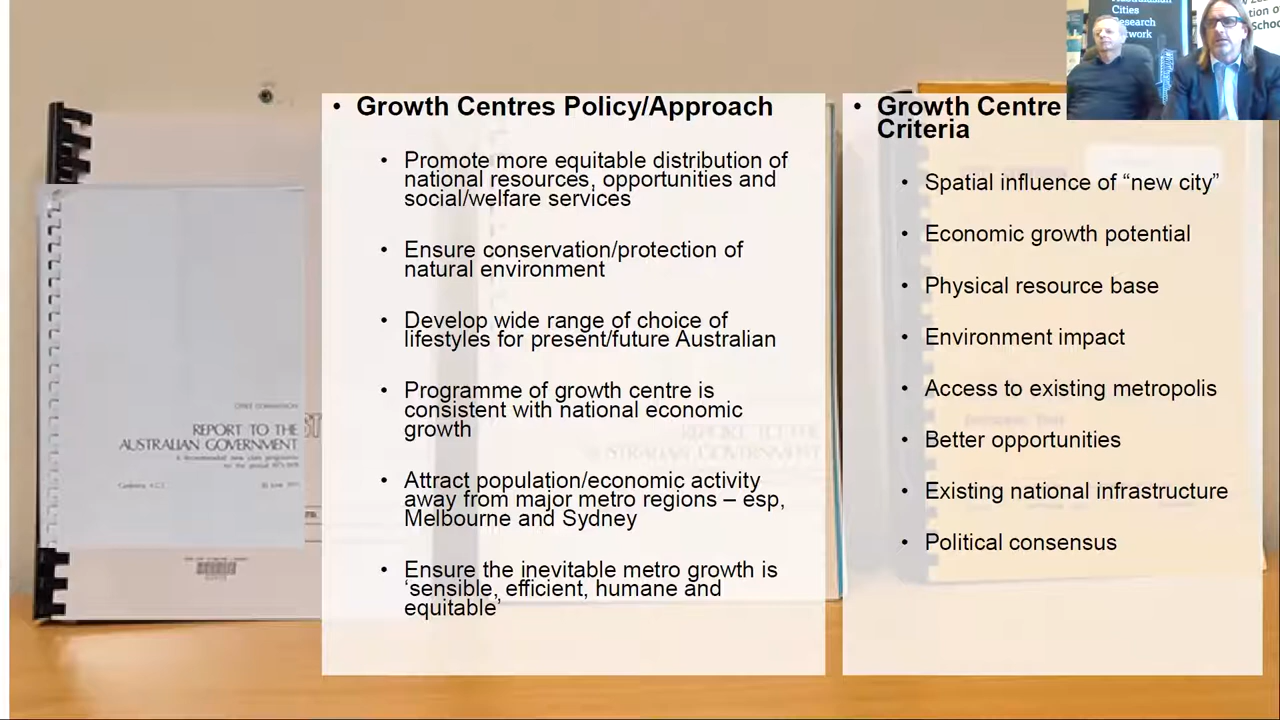 Growth Centres Policy/Approach
Promote more equitable distribution of
national resources, opportunities and
social/welfare services
Ensure conservation/protection of
natural environment
Develop wide range of choice of
lifestyles for present/future Australian
Programme of growth centre is
consistent with national economic
growth
Attract population/economic activity
away from major metro regions – esp,
Melbourne and Sydney
Ensure the inevitable metro growth is
‘sensible, efficient, humane and
equitable’
Growth Centre
Criteria
Spatial influence of “new city”
Economic growth potential
Physical resource base
Environment impact
Access to existing metropolis
Better opportunities
Existing national infrastructure
Political consensus
REPORT TO THE
AUSTRALIAN GOVERNMENT
REPORT TO THE
Cities
Research